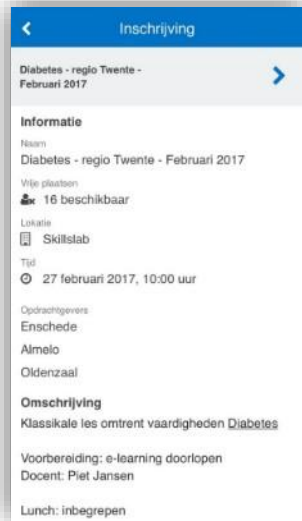 Inschrijving
Diabetes - regio Twente -
Februari 2017
Informatie
Naam
Diabetes - regio Twente - Februari 2017
Vrije plaatsen
16 beschikbaar
Lokatie
Skillslab
Tijd
27 februari 2017, 10:00 uur
Opdrachtgevers
Enschede
Almelo
Oldenzaal
Omschrijving
Klassikale les omtrent vaardigheden Diabetes
Voorbereiding: e-learning doorlopen
Docent: Piet Jansen
Lunch: inbegrepen